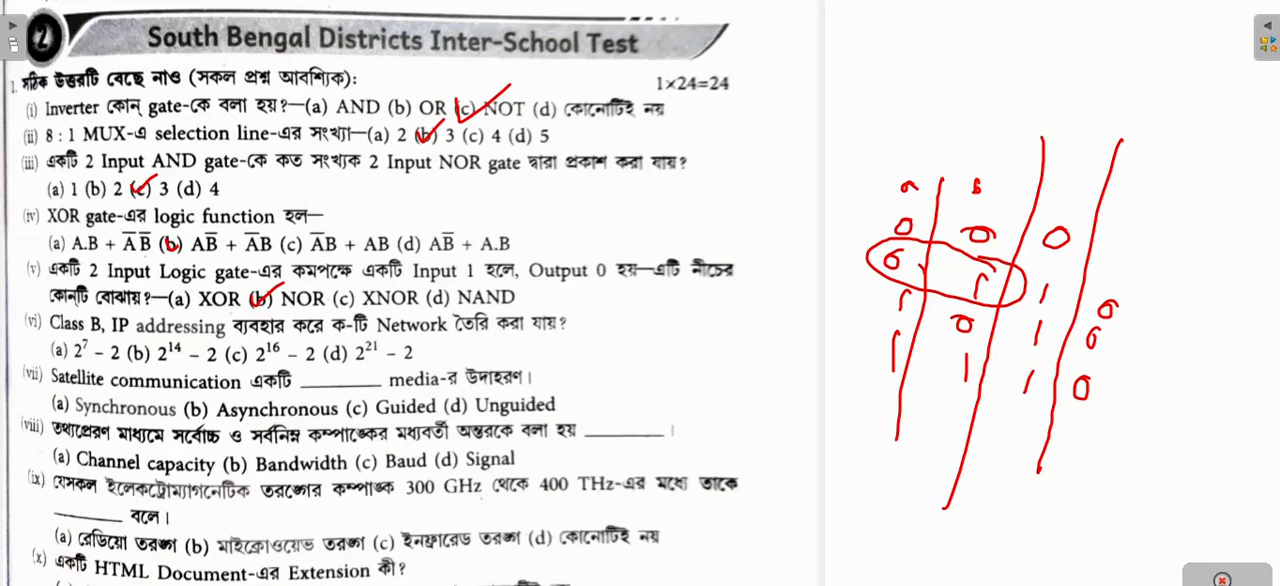 2 South Bengal Districts Inter-School Test
1. সঠিক উত্তরটি বেছে নাও (সকল প্রশ্ন আবশ্যিক): 1×24=24
(i) Inverter কোন্ gate-কে বলা হয়?—(a) AND (b) OR (c) NOT (d) কোনোটিই নয়
(ii) 8 : 1 MUX-এ selection line-এর সংখ্যা—(a) 2 (b) 3 (c) 4 (d) 5
(iii) একটি 2 Input AND gate-কে কত সংখ্যক 2 Input NOR gate দ্বারা প্রকাশ করা যায়?
(a) 1 (b) 2 (c) 3 (d) 4
(iv) XOR gate-এর logic function হল—
(a) A.B + A̅ B̅ (b) AB̅ + A̅B (c) A̅B + AB (d) AB̅ + A.B
(v) একটি 2 Input Logic gate-এর কমপক্ষে একটি Input 1 হলে, Output 0 হয়—এটি নীচের
কোনটি বোঝায়?—(a) XOR (b) NOR (c) XNOR (d) NAND
(vi) Class B, IP addressing ব্যবহার করে ক-টি Network তৈরি করা যায়?
(a) 2⁷ – 2 (b) 2¹⁴ – 2 (c) 2¹⁶ – 2 (d) 2²¹ – 2
(vii) Satellite communication একটি ________ media-র উদাহরণ।
(a) Synchronous (b) Asynchronous (c) Guided (d) Unguided
(viii) তথ্যপ্রেরণ মাধ্যমে সর্বোচ্চ ও সর্বনিম্ন কম্পাঙ্কের মধ্যবর্তী অন্তরকে বলা হয় ________ ।
(a) Channel capacity (b) Bandwidth (c) Baud (d) Signal
(ix) যেসকল ইলেকট্রোম্যাগনেটিক তরঙ্গের কম্পাঙ্ক 300 GHz থেকে 400 THz-এর মধ্যে তাকে
________ বলে।
(a) রেডিয়ো তরঙ্গ (b) মাইক্রোওয়েভ তরঙ্গ (c) ইনফ্রারেড তরঙ্গ (d) কোনোটিই নয়
(x) একটি HTML Document-এর Extension কী?
a b
0 0 0
0 1 1 0
1 0 1 0
1 1 1 0